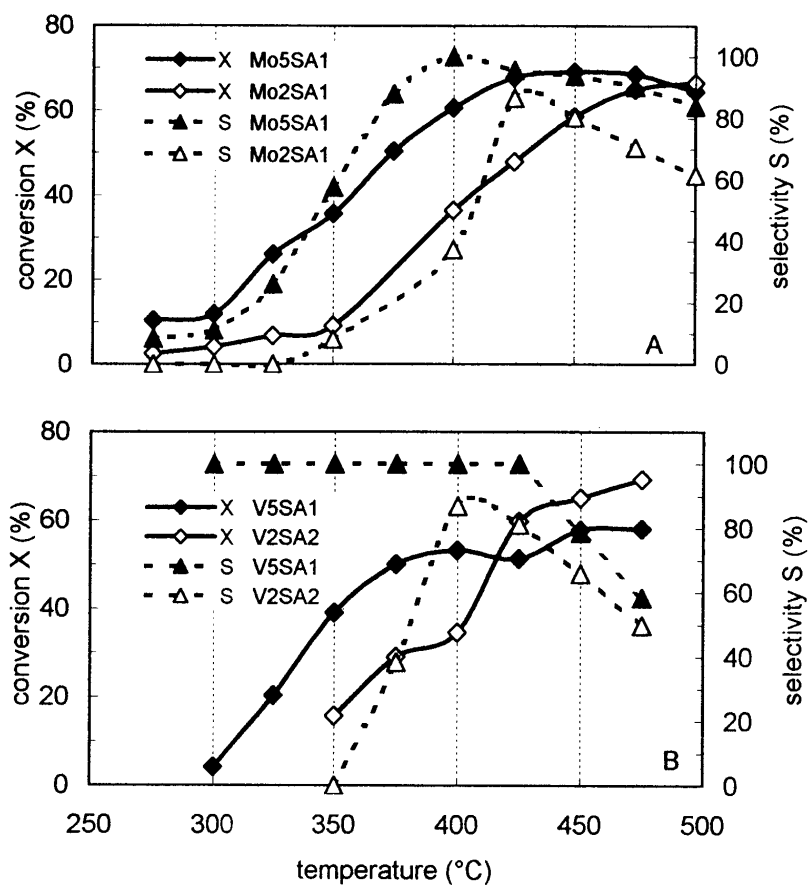 80
60
40
20
0
conversion X (%)
X Mo5SA1
X Mo2SA1
S Mo5SA1
S Mo2SA1
100
80
60
40
20
0
selectivity S (%)
A
80
60
40
20
0
conversion X (%)
X V5SA1
X V2SA2
S V5SA1
S V2SA2
100
80
60
40
20
0
selectivity S (%)
B
250 300 350 400 450 500
temperature (°C)